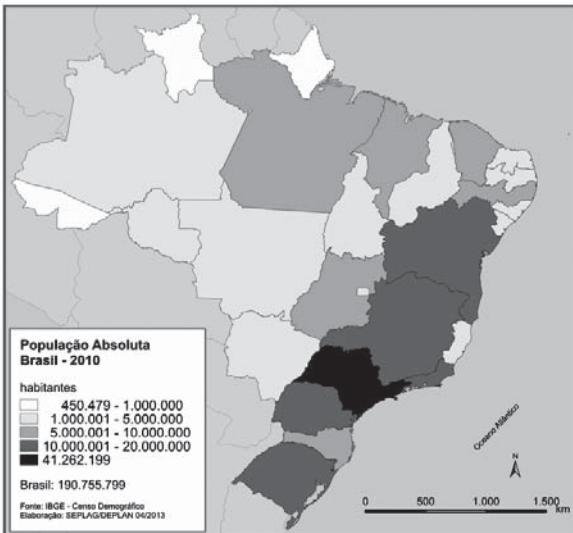 População Absoluta
Brasil - 2010
habitantes
450.479 - 1.000.000
1.000.001 - 5.000.000
5.000.001 - 10.000.000
10.000.001 - 20.000.000
41.262.199
Brasil: 190.755.799
Fonte: IBGE - Censo Demográfico
Elaboração: SEPLAG/DEPLAN 04/2013
Oceano Atlântico
N
0 500 1.000 1.500
km